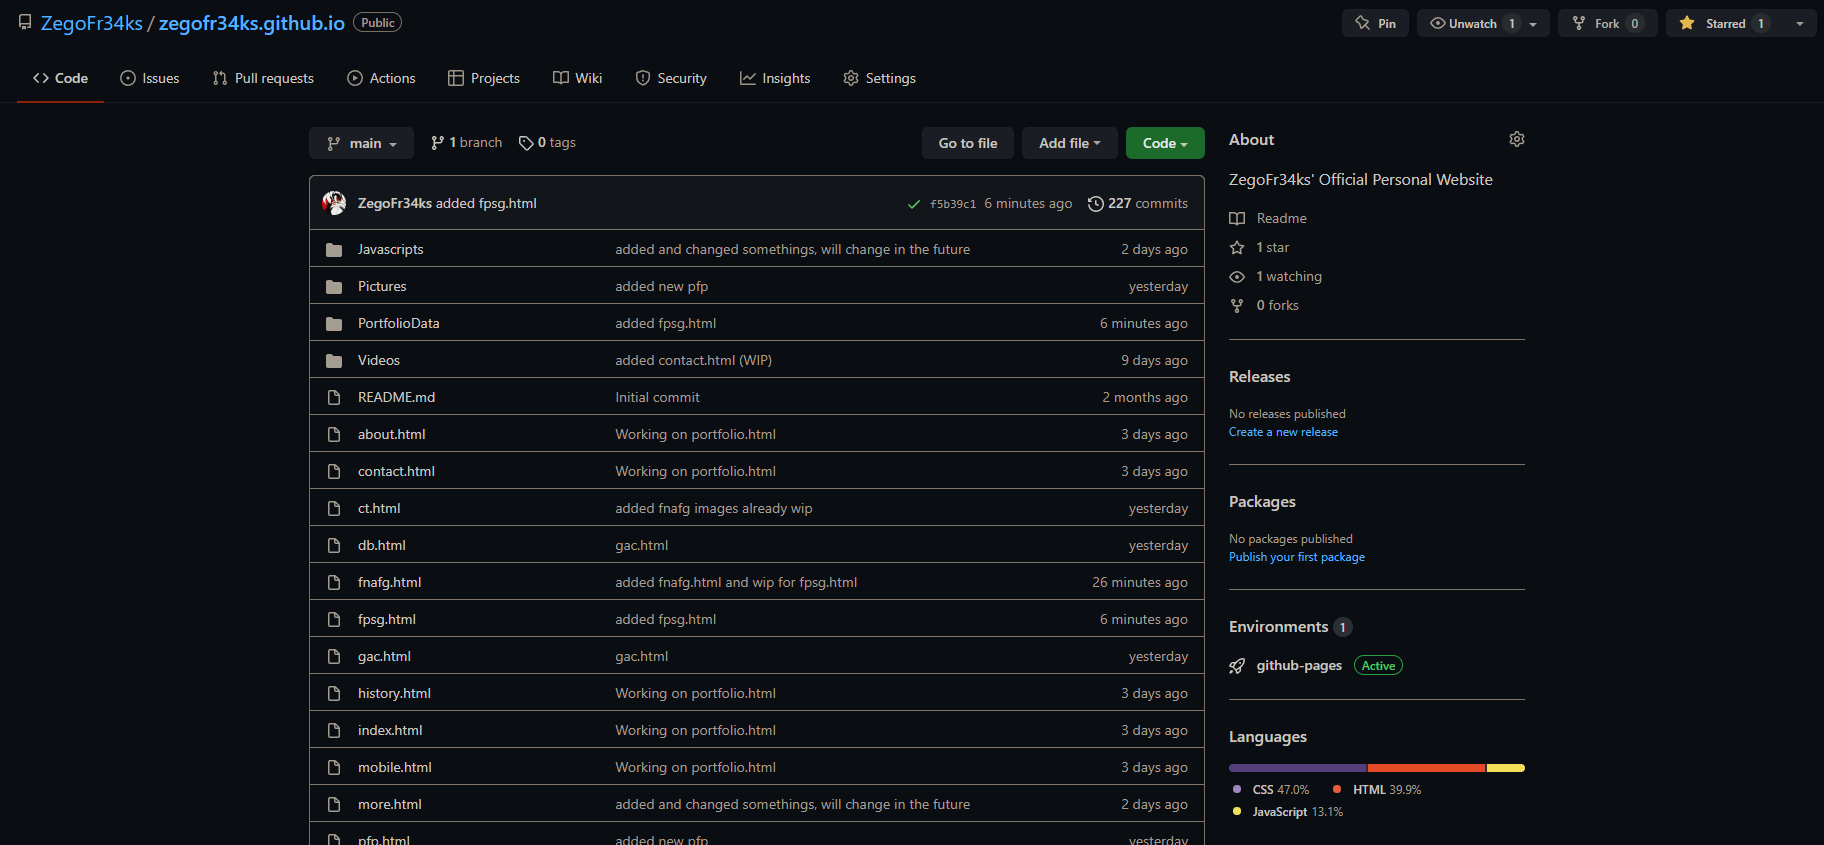 ZegoFr34ks / zegofr34ks.github.io Public
Pin
Unwatch 1
Fork 0
Starred 1
Code
Issues
Pull requests
Actions
Projects
Wiki
Security
Insights
Settings
main
1 branch
0 tags
Go to file
Add file
Code
ZegoFr34ks added fpsg.html
f5b39c1 6 minutes ago
227 commits
Javascripts added and changed somethings, will change in the future 2 days ago
Pictures added new pfp yesterday
PortfolioData added fpsg.html 6 minutes ago
Videos added contact.html (WIP) 9 days ago
README.md Initial commit 2 months ago
about.html Working on portfolio.html 3 days ago
contact.html Working on portfolio.html 3 days ago
ct.html added fnafg images already wip yesterday
db.html gac.html yesterday
fnafg.html added fnafg.html and wip for fpsg.html 26 minutes ago
fpsg.html added fpsg.html 6 minutes ago
gac.html gac.html yesterday
history.html Working on portfolio.html 3 days ago
index.html Working on portfolio.html 3 days ago
mobile.html Working on portfolio.html 3 days ago
more.html added and changed somethings, will change in the future 2 days ago
pfp.html added new pfp yesterday
About
ZegoFr34ks' Official Personal Website
Readme
1 star
1 watching
0 forks
Releases
No releases published
Create a new release
Packages
No packages published
Publish your first package
Environments 1
github-pages Active
Languages
CSS 47.0% HTML 39.9%
JavaScript 13.1%